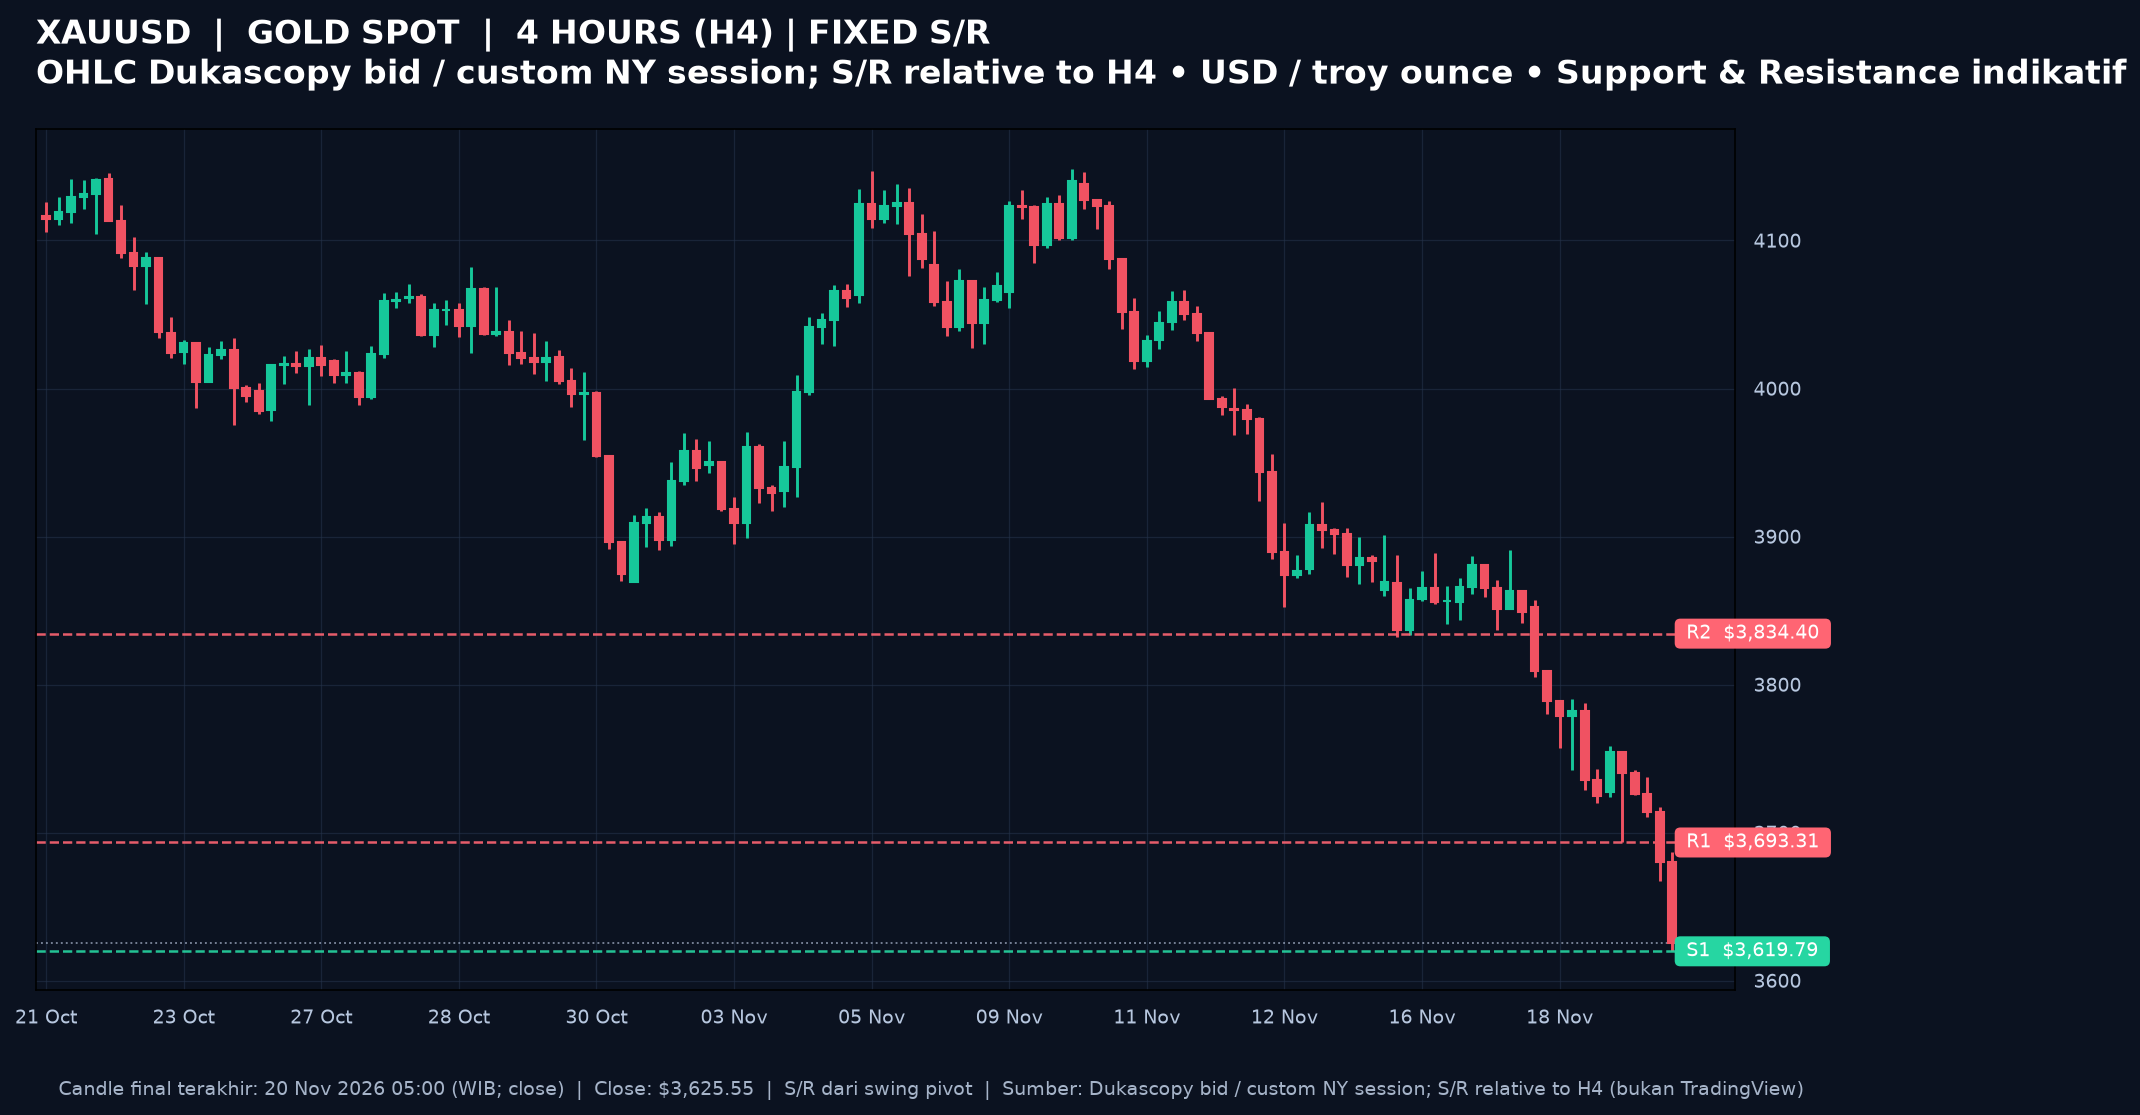 XAUUSD | GOLD SPOT | 4 HOURS (H4) | FIXED S/R
OHLC Dukascopy bid / custom NY session; S/R relative to H4 • USD / troy ounce • Support & Resistance indikatif
4100
4000
3900
R2 $3,834.40
3800
R1 $3,693.31
S1 $3,619.79
3600
21 Oct 23 Oct 27 Oct 28 Oct 30 Oct 03 Nov 05 Nov 09 Nov 11 Nov 12 Nov 16 Nov 18 Nov
Candle final terakhir: 20 Nov 2026 05:00 (WIB; close) | Close: $3,625.55 | S/R dari swing pivot | Sumber: Dukascopy bid / custom NY session; S/R relative to H4 (bukan TradingView)